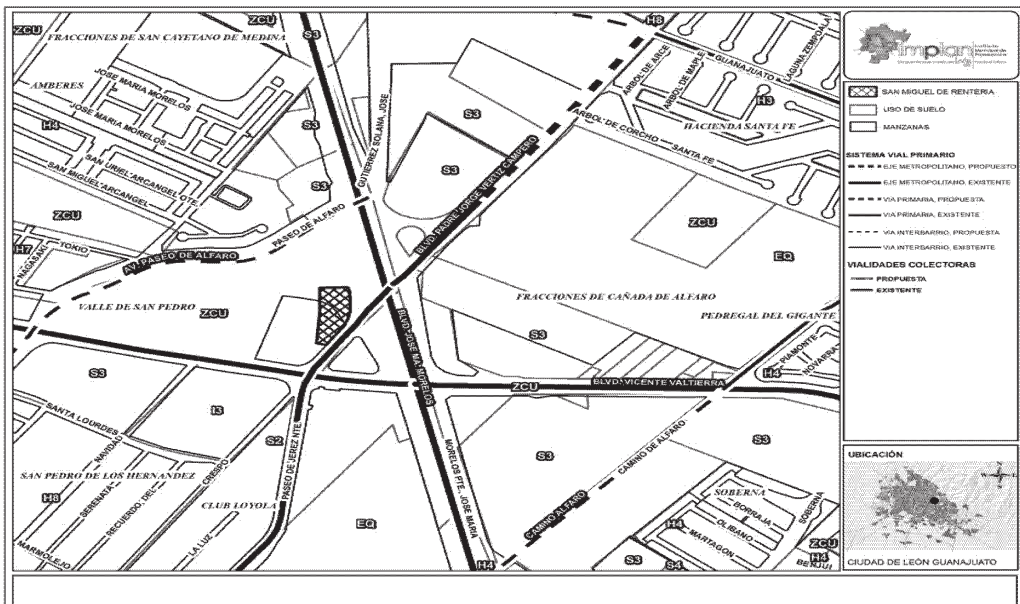 ZCU
ZCU
S3
H8
FRACCIONES DE SAN CAYETANO DE MEDINA
AMBERES
JOSE MARIA MORELOS
JOSE MARIA MORELOS
H4
SAN URIEL ARCANGEL OTE.
SAN MIGUEL ARCANGEL
S3
S3
GUTIERREZ SOLANA, JOSE
S3
S3
ARBOL DE ARCE
ARBOL DE MAPLE
GUANAJUATO
LAGUNA ZEMPOALA
H3
ARBOL DE CORCHO
SANTA FE
HACIENDA SANTA FE
ZCU
TOKIO
NAGASAKI
H7
PASEO DE ALFARO
AV. PASEO DE ALFARO
BLVD. PADRE JORGE VERTIZ CAMPERO
ZCU
EQ
VALLE DE SAN PEDRO
ZCU
FRACCIONES DE CAÑADA DE ALFARO
PEDREGAL DEL GIGANTE
S3
PIAMONTE
NOVARRA
H4
BLVD. JOSE MA. MORELOS
S3
ZCU
BLVD. VICENTE VALTIERRA
SANTA LOURDES
I3
S2
NAVIDAD
SERENATA
RECUERDO, DEL
CRESPO
SAN PEDRO DE LOS HERNANDEZ
H8
CLUB LOYOLA
LA LUZ
MARMOLEJO
PASEO DE JEREZ NTE.
EQ
MORELOS PTE. JOSE MARIA
H4
S3
CAMINO DE ALFARO
CAMINO ALFARO
S3
SOBERNA
BORRAJA
OLIBANO
MARTAGON
SOBERNA
H4
S3
S4
ZCU
H4
implan
SAN MIGUEL DE RENTERIA
USO DE SUELO
MANZANAS
SISTEMA VIAL PRIMARIO
EJE METROPOLITANO, PROPUESTO
EJE METROPOLITANO, EXISTENTE
VIA PRIMARIA, PROPUESTA
VIA PRIMARIA, EXISTENTE
VIA INTERBARRIO, PROPUESTA
VIA INTERBARRIO, EXISTENTE
VIALIDADES COLECTORAS
PROPUESTA
EXISTENTE
UBICACIÓN
CIUDAD DE LEÓN GUANAJUATO